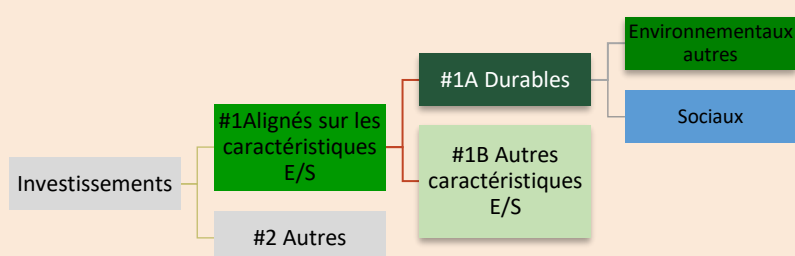 Investissements
#1Alignés sur les
caractéristiques
E/S
#2 Autres
#1A Durables
#1B Autres
caractéristiques
E/S
Environnementaux
autres
Sociaux